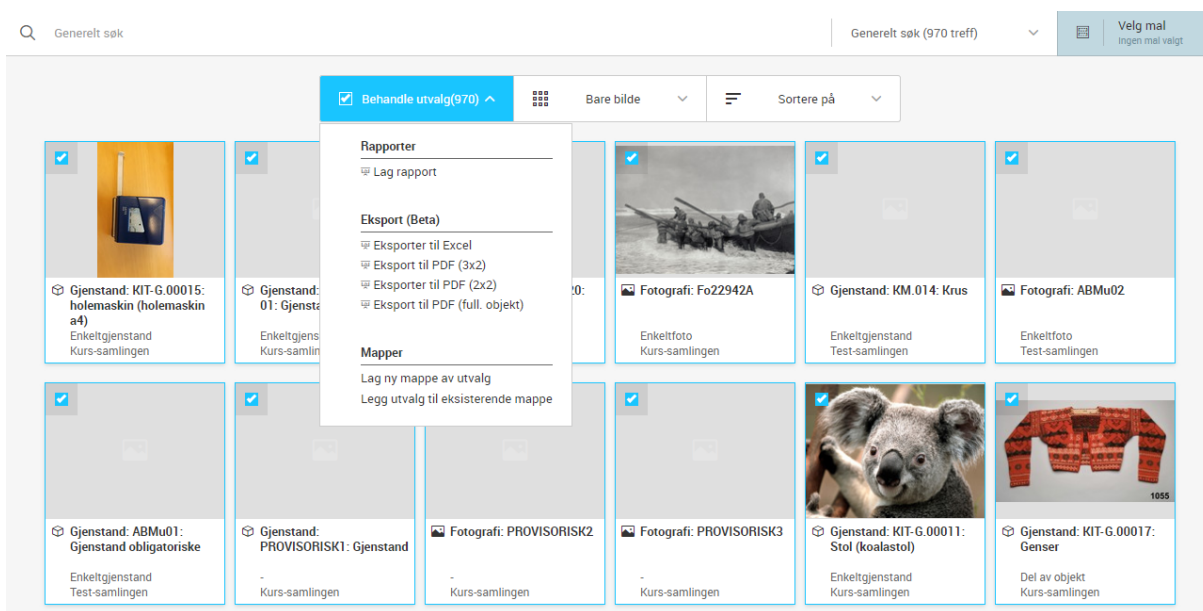 Generelt søk
Generelt søk (970 treff)
Velg mal
Ingen mal valgt
Behandle utvalg(970)
Bare bilde
Sortere på
Rapporter
Lag rapport
Eksport (Beta)
Eksporter til Excel
Eksport til PDF (3x2)
Eksporter til PDF (2x2)
Eksport til PDF (full. objekt)
Mapper
Lag ny mappe av utvalg
Legg utvalg til eksisterende mappe
Gjenstand: KIT-G.00015:
holemaskin (holemaskin
a4)
Enkeltgjenstand
Kurs-samlingen
Gjenstand:
01: Gjensta
Enkeltgjens
Kurs-samlin
20:
Fotografi: Fo22942A
Enkeltfoto
Kurs-samlingen
Gjenstand: KM.014: Krus
Enkeltgjenstand
Test-samlingen
Fotografi: ABMu02
Enkeltfoto
Test-samlingen
Gjenstand: ABMu01:
Gjenstand obligatoriske
Enkeltgjenstand
Test-samlingen
Gjenstand:
PROVISORISK1: Gjenstand
-
Kurs-samlingen
Fotografi: PROVISORISK2
-
Kurs-samlingen
Fotografi: PROVISORISK3
-
Kurs-samlingen
Gjenstand: KIT-G.00011:
Stol (koalastol)
Enkeltgjenstand
Kurs-samlingen
1055
Gjenstand: KIT-G.00017:
Genser
Del av objekt
Kurs-samlingen